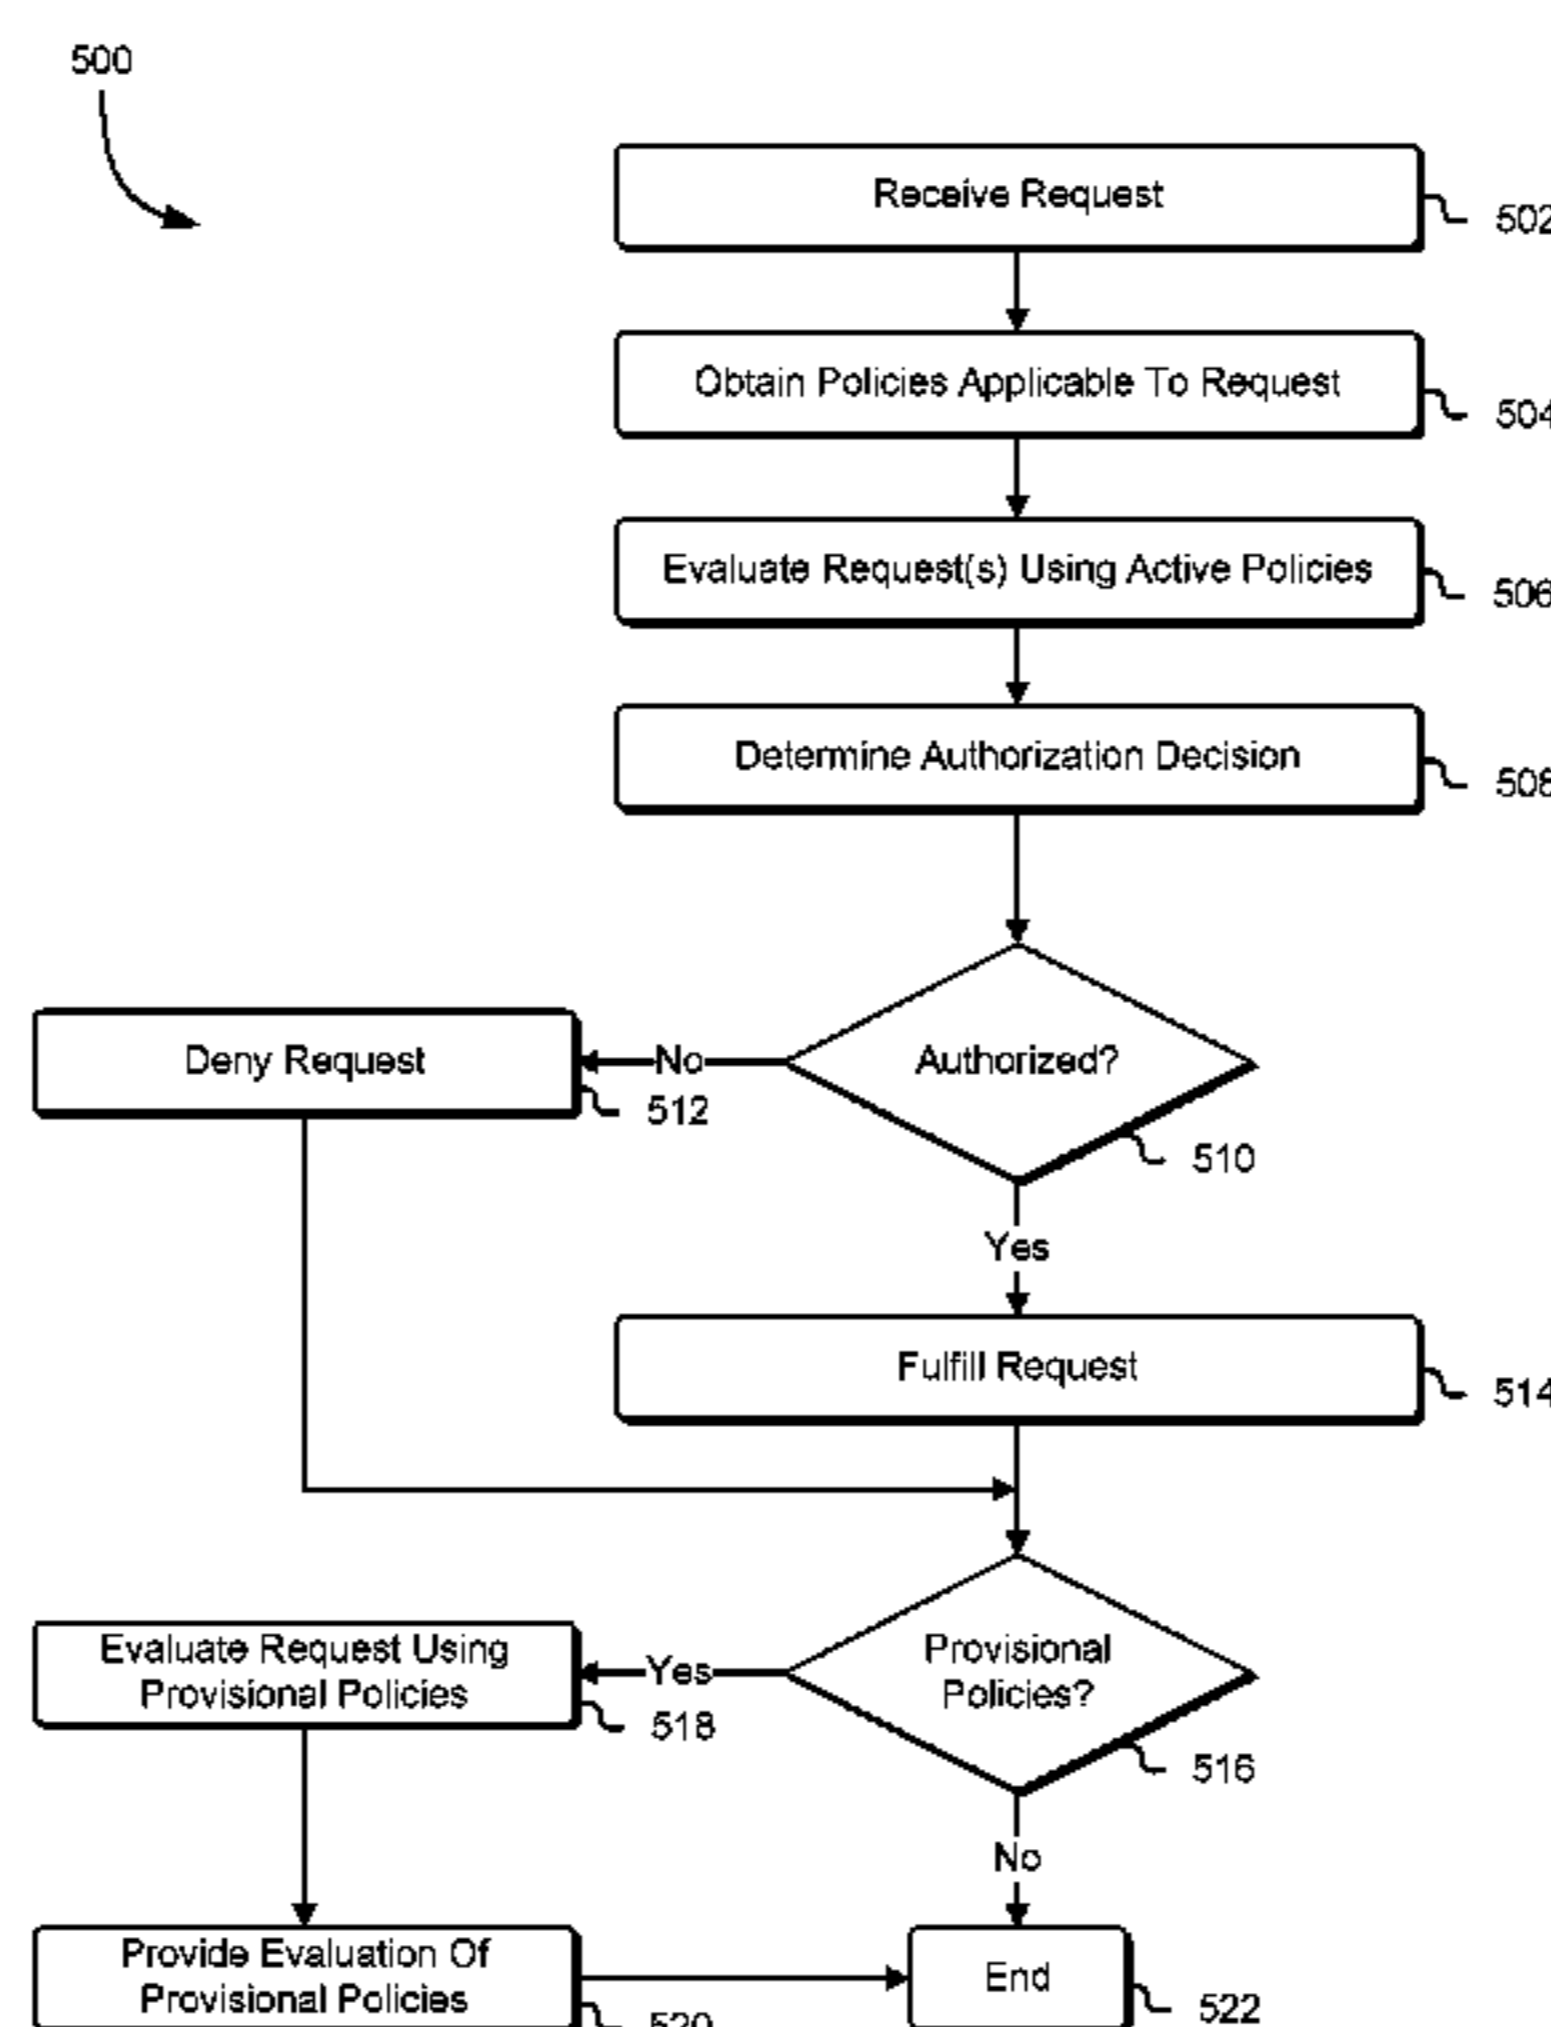 500
Receive Request
502
Obtain Policies Applicable To Request
504
Evaluate Request(s) Using Active Policies
506
Determine Authorization Decision
508
Authorized?
510
No
Deny Request
512
Yes
Fulfill Request
514
Provisional
Policies?
516
Yes
Evaluate Request Using
Provisional Policies
518
No
Provide Evaluation Of
Provisional Policies
520
End
522